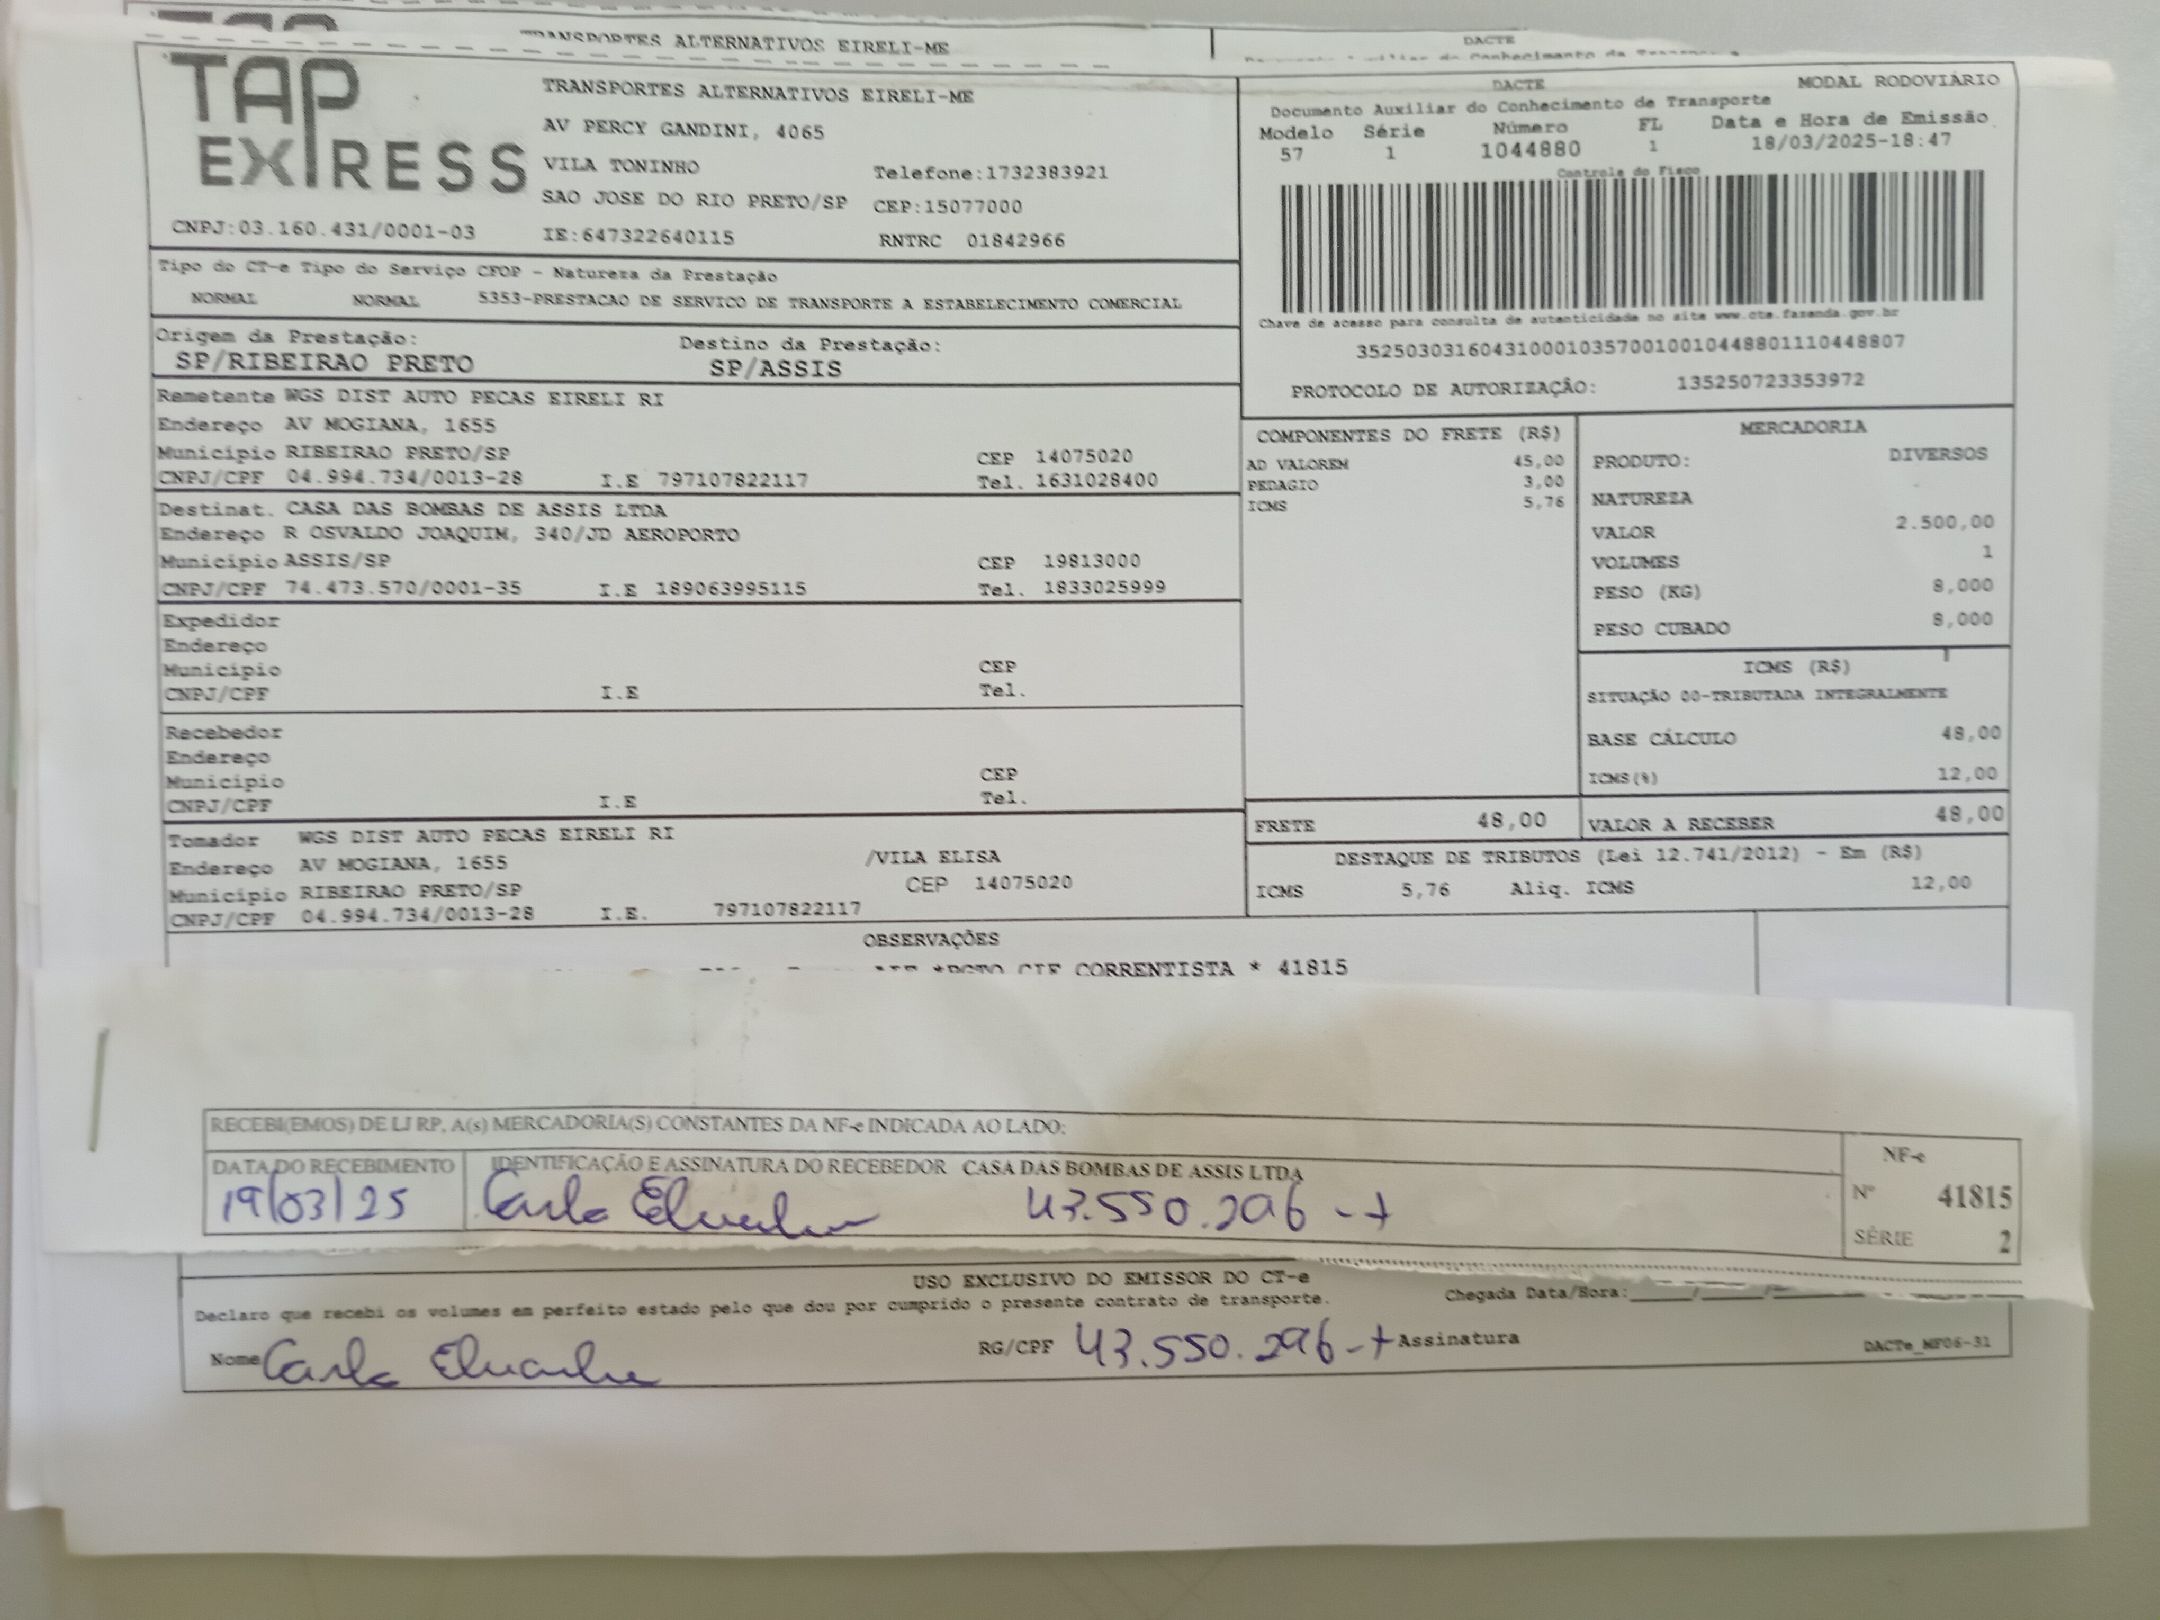 TRANSPORTES ALTERNATIVOS EIRELI-ME
DACTE
TAP EXPRESS
TRANSPORTES ALTERNATIVOS EIRELI-ME
AV PERCY GANDINI, 4065
VILA TONINHO
Telefone:1732383921
SAO JOSE DO RIO PRETO/SP CEP:15077000
CNPJ:03.160.431/0001-03 IE:647322640115 RNTRC 01842966
DACTE MODAL RODOVIÁRIO
Documento Auxiliar do Conhecimento de Transporte
Modelo Série Número FL Data e Hora de Emissão
57 1 1044880 1 18/03/2025-18:47
Controle do Fisco
Chave de acesso para consulta de autenticidade no site www.cte.fazenda.gov.br
35250303160431000103570010010448801110448807
PROTOCOLO DE AUTORIZAÇÃO: 135250723353972
Tipo do CT-e Tipo do Serviço CFOP - Natureza da Prestação
NORMAL NORMAL 5353-PRESTACAO DE SERVICO DE TRANSPORTE A ESTABELECIMENTO COMERCIAL
Origem da Prestação: Destino da Prestação:
SP/RIBEIRAO PRETO SP/ASSIS
Remetente WGS DIST AUTO PECAS EIRELI RI
Endereço AV MOGIANA, 1655
Município RIBEIRAO PRETO/SP CEP 14075020
CNPJ/CPF 04.994.734/0013-28 I.E 797107822117 Tel. 1631028400
Destinat. CASA DAS BOMBAS DE ASSIS LTDA
Endereço R OSVALDO JOAQUIM, 340/JD AEROPORTO
Município ASSIS/SP CEP 19813000
CNPJ/CPF 74.473.570/0001-35 I.E 189063995115 Tel. 1833025999
Expedidor
Endereço
Município CEP
CNPJ/CPF I.E Tel.
Recebedor
Endereço
Município CEP
CNPJ/CPF I.E Tel.
Tomador WGS DIST AUTO PECAS EIRELI RI
Endereço AV MOGIANA, 1655 /VILA ELISA
Município RIBEIRAO PRETO/SP CEP 14075020
CNPJ/CPF 04.994.734/0013-28 I.E. 797107822117
COMPONENTES DO FRETE (R$)
AD VALOREM 45,00
PEDAGIO 3,00
ICMS 5,76
FRETE 48,00
MERCADORIA
PRODUTO: DIVERSOS
NATUREZA
VALOR 2.500,00
VOLUMES 1
PESO (KG) 8,000
PESO CUBADO 8,000
ICMS (R$)
SITUAÇÃO 00-TRIBUTADA INTEGRALMENTE
BASE CÁLCULO 48,00
ICMS(%) 12,00
VALOR A RECEBER 48,00
DESTAQUE DE TRIBUTOS (Lei 12.741/2012) - Em (R$)
ICMS 5,76 Aliq. ICMS 12,00
OBSERVAÇÕES
CIF CORRENTISTA * 41815
RECEBI(EMOS) DE LJ RP, A(s) MERCADORIA(S) CONSTANTES DA NF-e INDICADA AO LADO:
DATA DO RECEBIMENTO IDENTIFICAÇÃO E ASSINATURA DO RECEBEDOR CASA DAS BOMBAS DE ASSIS LTDA
19/03/25 43.550.296-+
NF-e
Nº 41815
SÉRIE 2
USO EXCLUSIVO DO EMISSOR DO CT-e
Declaro que recebi os volumes em perfeito estado pelo que dou por cumprido o presente contrato de transporte. Chegada Data/Hora:
Nome RG/CPF 43.550.296-+ Assinatura DACTe_MF06-31